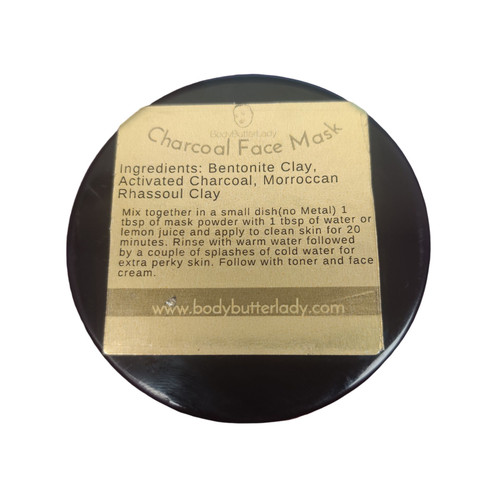 BodyButterLady
Charcoal Face Mask
Ingredients: Bentonite Clay,
Activated Charcoal, Morroccan
Rhassoul Clay
Mix together in a small dish(no Metal) 1
tbsp of mask powder with 1 tbsp of water or
lemon juice and apply to clean skin for 20
minutes. Rinse with warm water followed
by a couple of splashes of cold water for
extra perky skin. Follow with toner and face
cream.
www.bodybutterlady.com